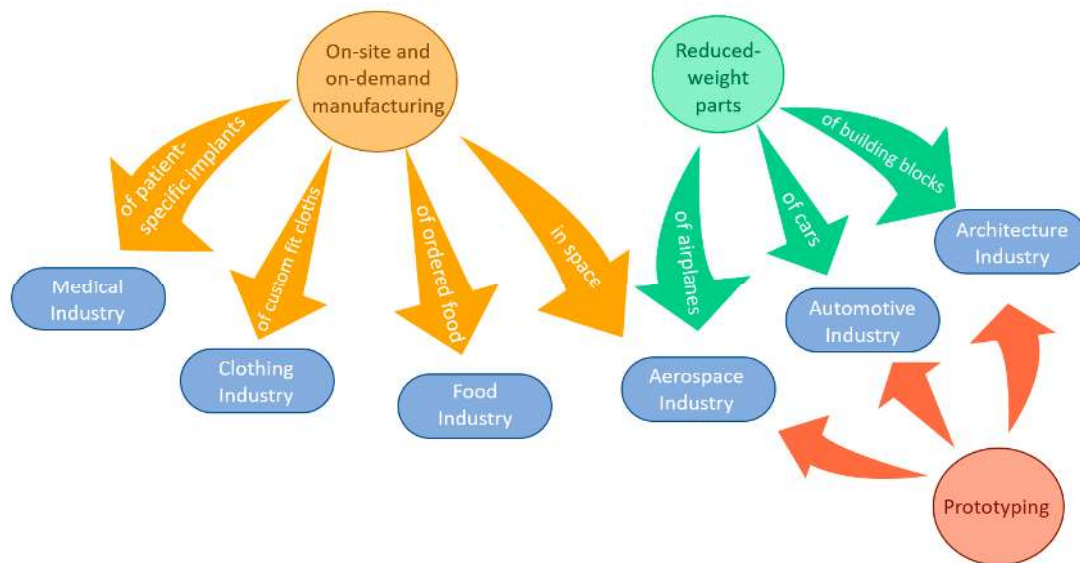 On-site and
on-demand
manufacturing
Reduced-
weight
parts
of patient-
specific implants
of custom fit cloths
of ordered food
in space
of airplanes
of cars
of building blocks
Medical
Industry
Clothing
Industry
Food
Industry
Aerospace
Industry
Automotive
Industry
Architecture
Industry
Prototyping